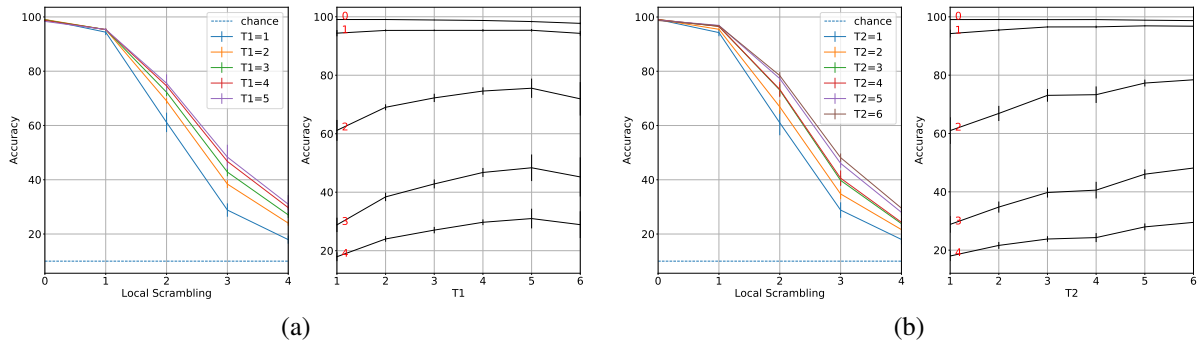 100
80
60
40
20
0
1
2
3
4
Accuracy
Local Scrambling
chance
T1=1
T1=2
T1=3
T1=4
T1=5
100
80
60
40
20
1
2
3
4
5
6
Accuracy
T1
0
1
2
3
4
(a)
100
80
60
40
20
0
1
2
3
4
Accuracy
Local Scrambling
chance
T2=1
T2=2
T2=3
T2=4
T2=5
T2=6
100
80
60
40
20
1
2
3
4
5
6
Accuracy
T2
0
1
2
3
4
(b)